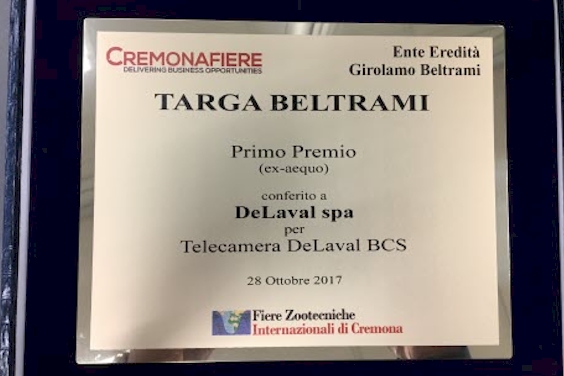 CREMONAFIERE
DELIVERING BUSINESS OPPORTUNITIES
Ente Eredità
Girolamo Beltrami
TARGA BELTRAMI
Primo Premio
(ex-aequo)
conferito a
DeLaval spa
per
Telecamera DeLaval BCS
28 Ottobre 2017
Fiere Zootecniche
Internazionali di Cremona